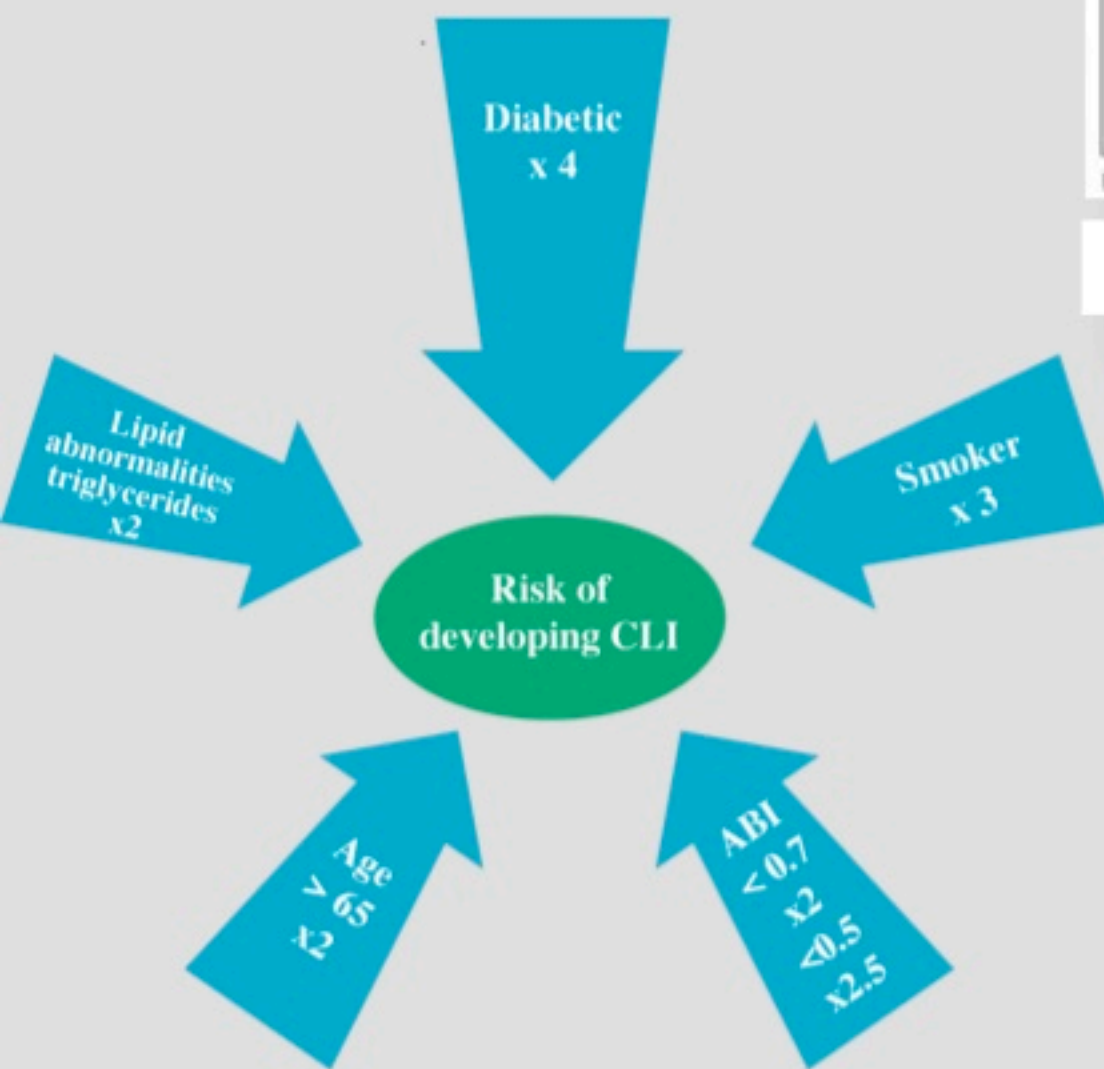 Diabetic
x 4
Lipid
abnormalities
triglycerides
x2
Smoker
x 3
Risk of
developing CLI
Age
> 65
x2
ABI
< 0.7
x2
<0.5
x2.5